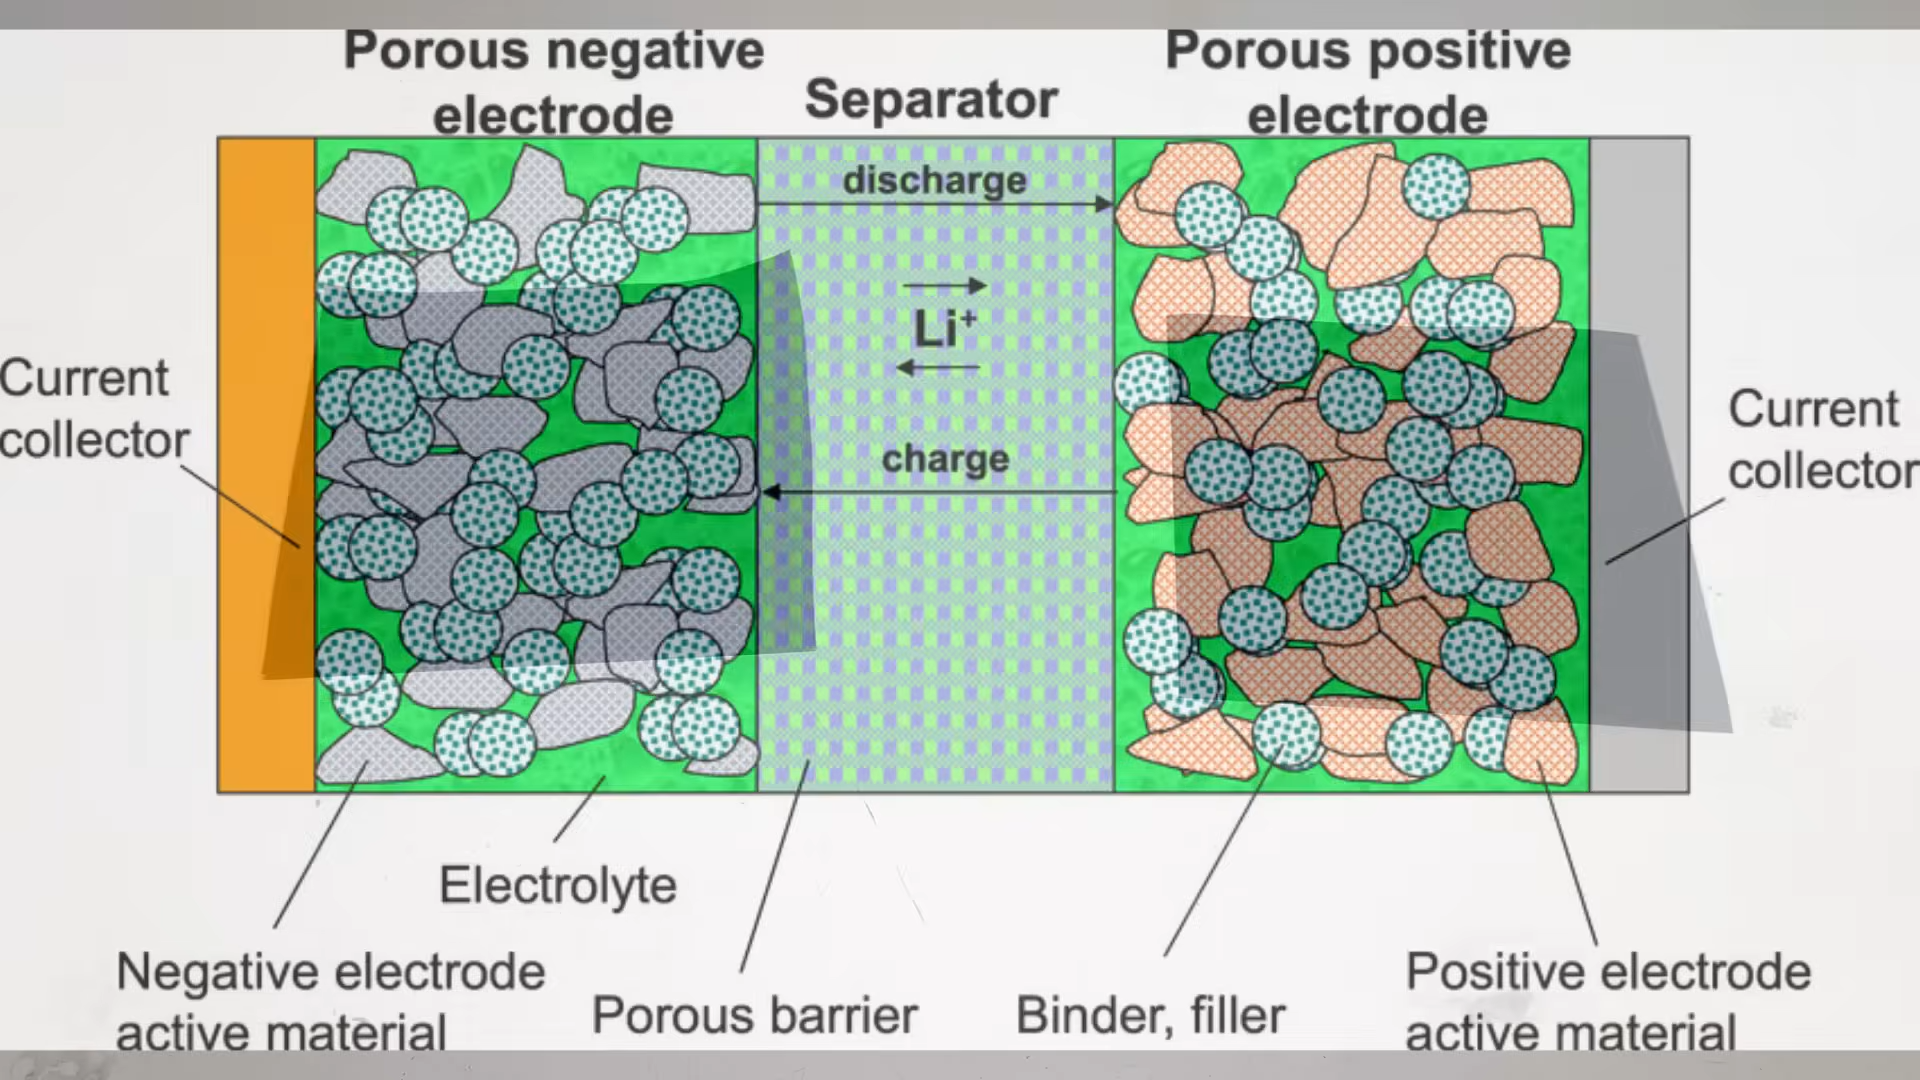 Porous negative
electrode
Separator
Porous positive
electrode
discharge
Li⁺
charge
Current
collector
Current
collector
Electrolyte
Negative electrode
active material
Porous barrier
Binder, filler
Positive electrode
active material